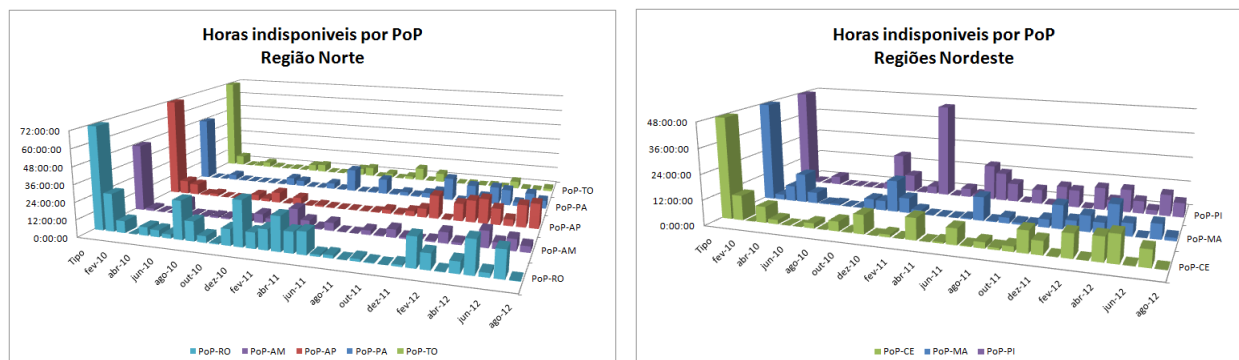 Horas indisponiveis por PoP
Região Norte
72:00:00
60:00:00
48:00:00
36:00:00
24:00:00
12:00:00
0:00:00
Tipo
fev-10
abr-10
jun-10
ago-10
out-10
dez-10
fev-11
abr-11
jun-11
ago-11
out-11
dez-11
fev-12
abr-12
jun-12
ago-12
PoP-TO
PoP-PA
PoP-AP
PoP-AM
PoP-RO
PoP-RO PoP-AM PoP-AP PoP-PA PoP-TO
Horas indisponiveis por PoP
Regiões Nordeste
48:00:00
36:00:00
24:00:00
12:00:00
0:00:00
Tipo
fev-10
abr-10
jun-10
ago-10
out-10
dez-10
fev-11
abr-11
jun-11
ago-11
out-11
dez-11
fev-12
abr-12
jun-12
ago-12
PoP-PI
PoP-MA
PoP-CE
PoP-CE PoP-MA PoP-PI